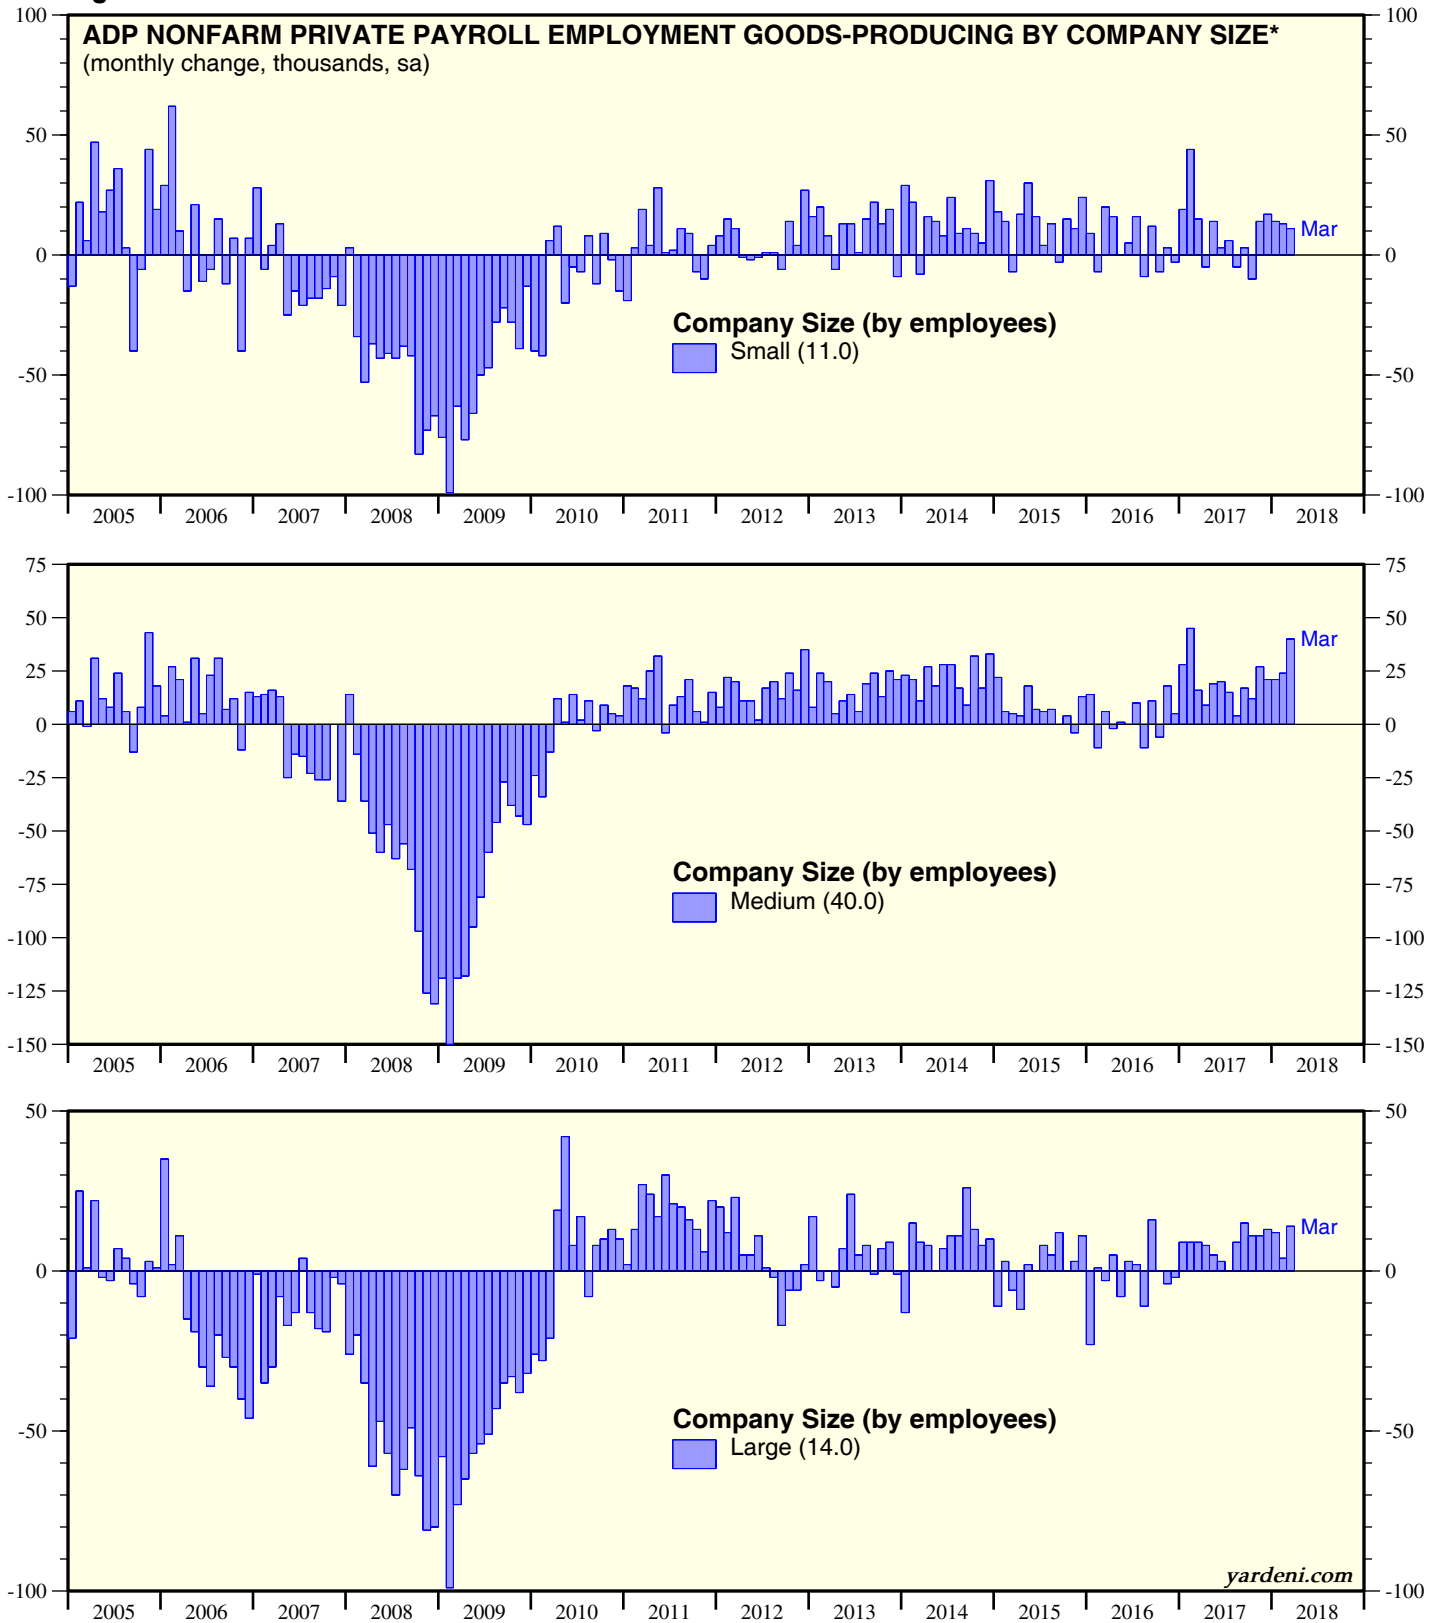 ADP NONFARM PRIVATE PAYROLL EMPLOYMENT GOODS-PRODUCING BY COMPANY SIZE*
(monthly change, thousands, sa)
100 100
50 50
Mar
0 0
Company Size (by employees)
Small (11.0)
-50 -50
-100 -100
2005 2006 2007 2008 2009 2010 2011 2012 2013 2014 2015 2016 2017 2018
75 75
50 50
Mar
25 25
0 0
-25 -25
-50 -50
Company Size (by employees)
-75 -75
Medium (40.0)
-100 -100
-125 -125
-150 -150
2005 2006 2007 2008 2009 2010 2011 2012 2013 2014 2015 2016 2017 2018
50 50
Mar
0 0
Company Size (by employees)
-50 -50
Large (14.0)
yardeni.com
-100 -100
2005 2006 2007 2008 2009 2010 2011 2012 2013 2014 2015 2016 2017 2018